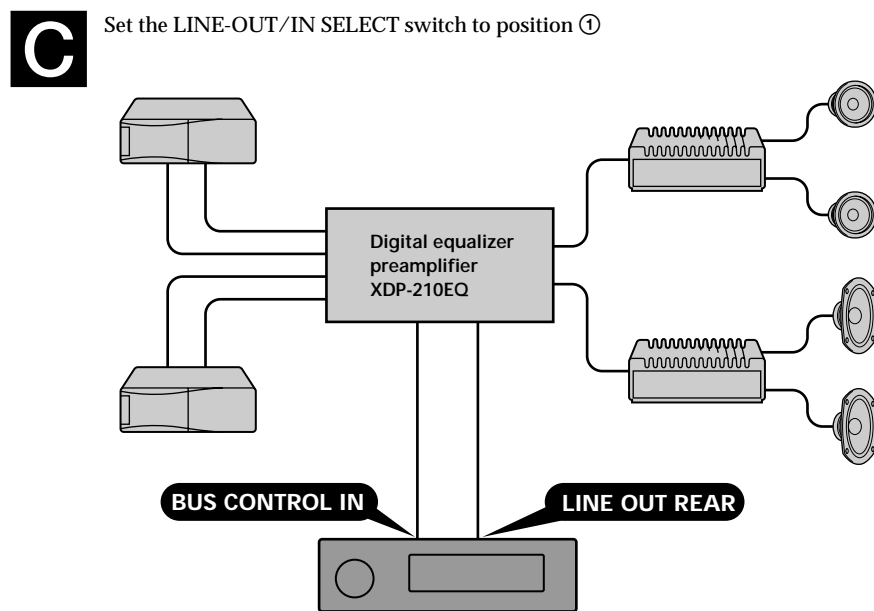 C
Set the LINE-OUT/IN SELECT switch to position ①
Digital equalizer
preamplifier
XDP-210EQ
BUS CONTROL IN
LINE OUT REAR